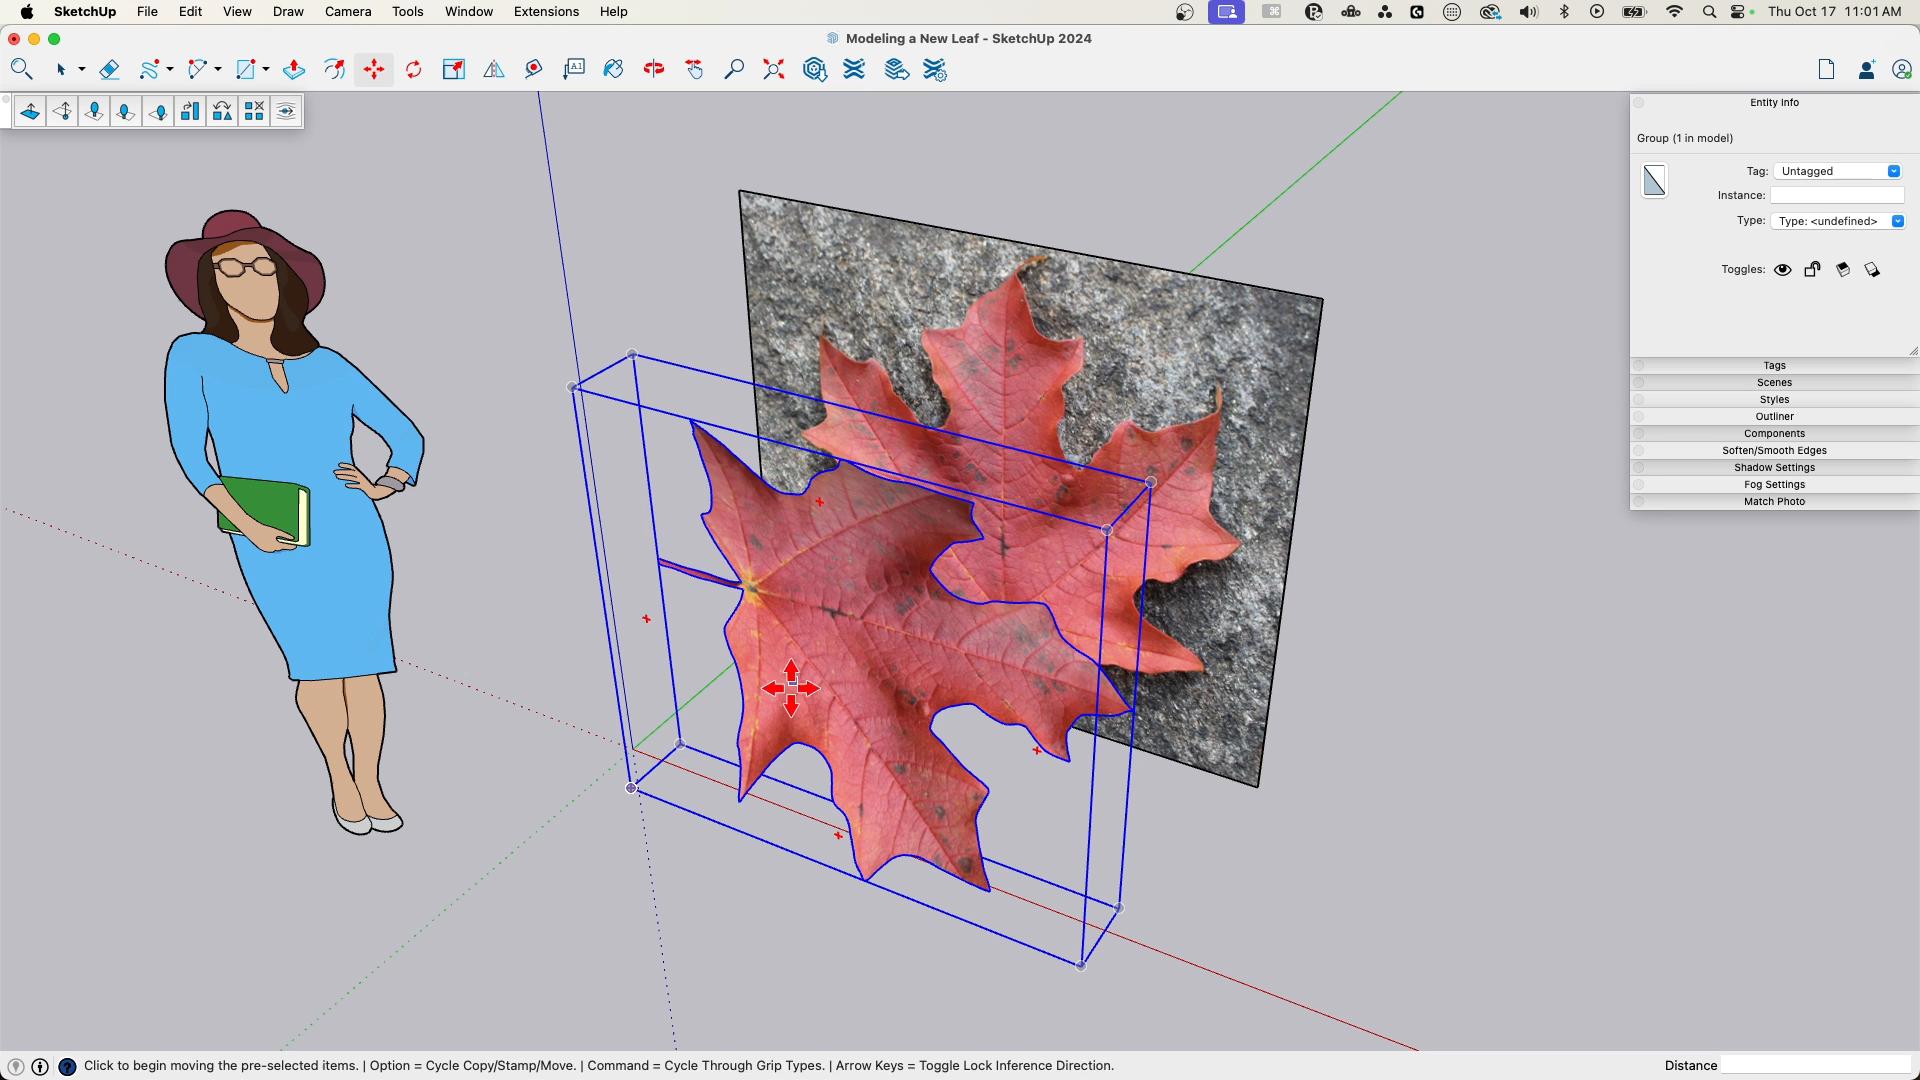 SketchUp File Edit View Draw Camera Tools Window Extensions Help Thu Oct 17 11:01 AM
Modeling a New Leaf - SketchUp 2024
A1
Entity Info
Group (1 in model)
Tag: Untagged
Instance:
Type: Type: <undefined>
Toggles:
Tags
Scenes
Styles
Outliner
Components
Soften/Smooth Edges
Shadow Settings
Fog Settings
Match Photo
Click to begin moving the pre-selected items. | Option = Cycle Copy/Stamp/Move. | Command = Cycle Through Grip Types. | Arrow Keys = Toggle Lock Inference Direction. Distance